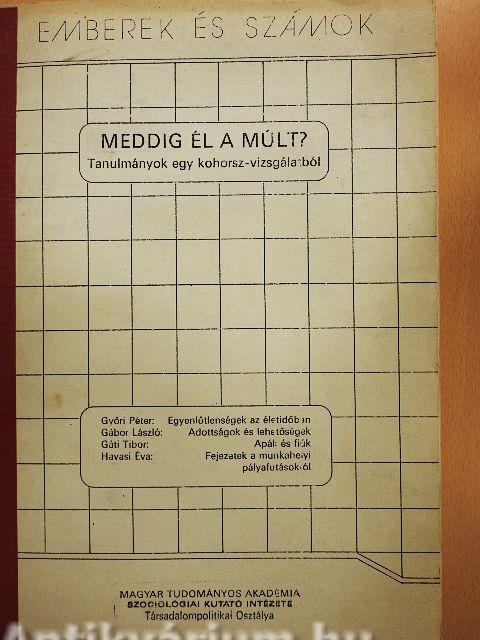 EMBEREK ÉS SZÁMOK
MEDDIG ÉL A MÚLT?
Tanulmányok egy kohorsz-vizsgálatból
Győri Péter: Egyenlőtlenségek az életidőben
Gábor László: Adottságok és lehetőségek
Gáti Tibor: Apák és fiúk
Havasi Éva: Fejezetek a munkahelyi
pályafutásokról
MAGYAR TUDOMÁNYOS AKADÉMIA
SZOCIOLÓGIAI KUTATÓ INTÉZETE
Társadalompolitikai Osztálya
Antikvárium.hu